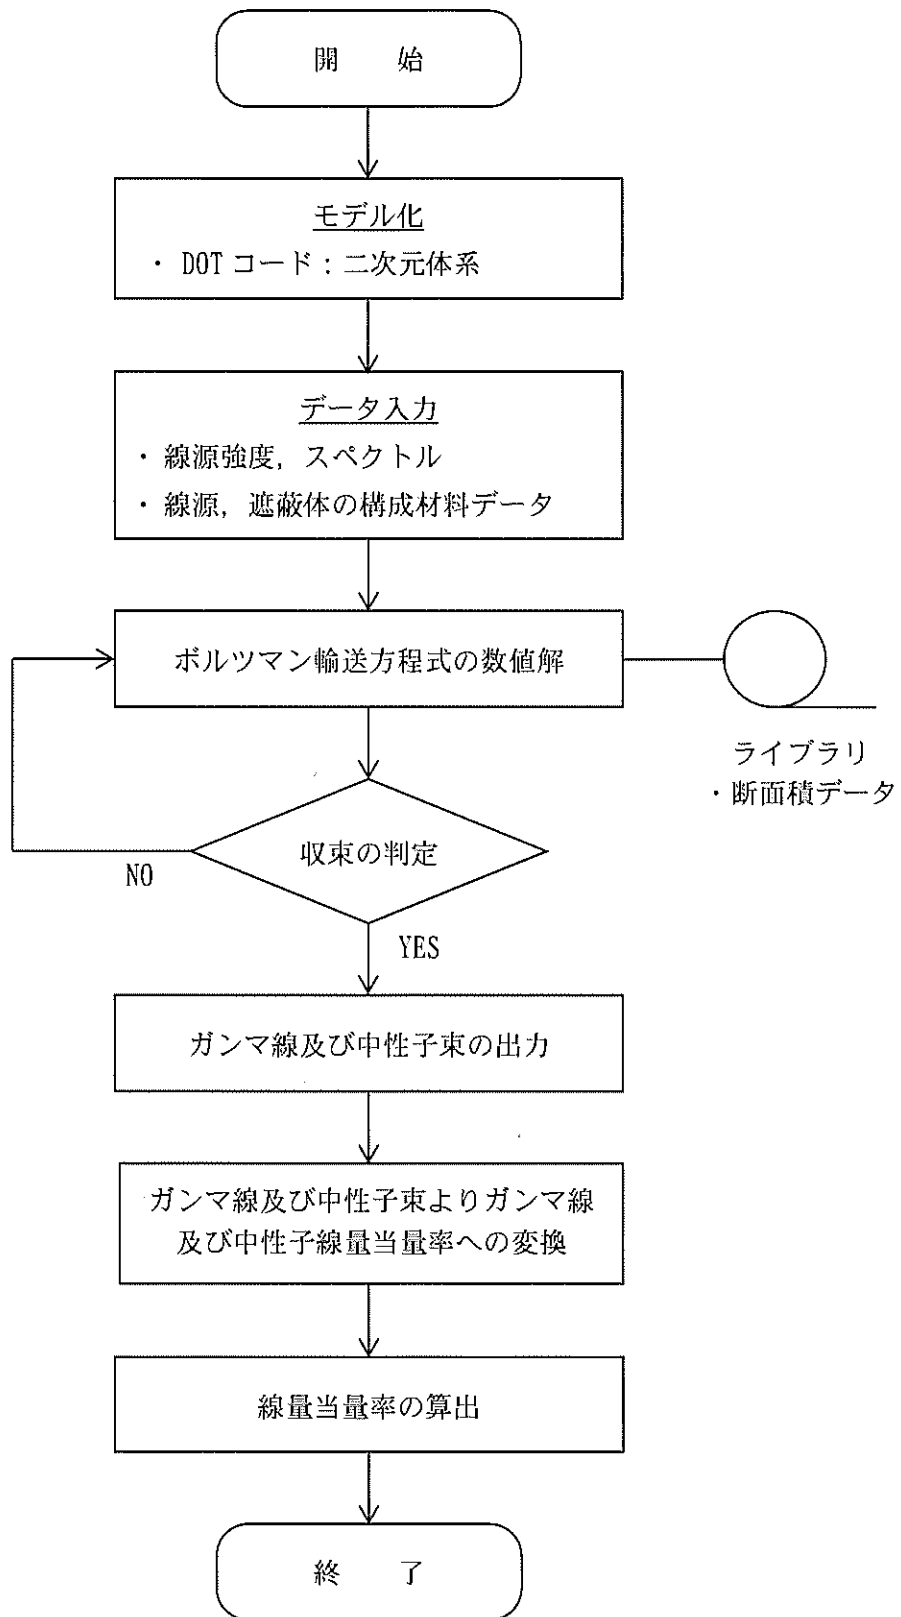 開　始
モデル化
・ DOT コード：二次元体系
データ入力
・ 線源強度，スペクトル
・ 線源，遮蔽体の構成材料データ
ボルツマン輸送方程式の数値解
ライブラリ
・断面積データ
収束の判定
NO
YES
ガンマ線及び中性子束の出力
ガンマ線及び中性子束よりガンマ線
及び中性子線量当量率への変換
線量当量率の算出
終　了